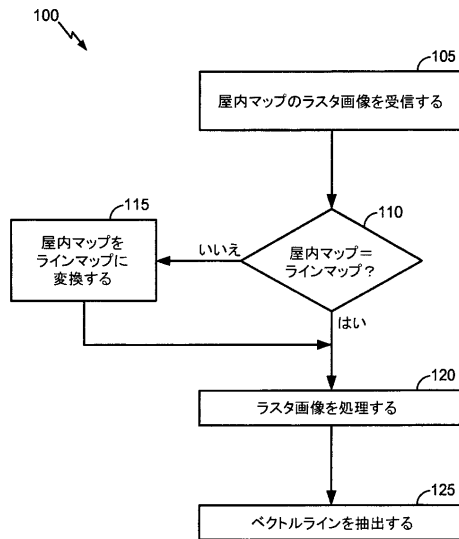 100
105
屋内マップのラスタ画像を受信する
110
屋内マップ＝
ラインマップ？
いいえ
115
屋内マップを
ラインマップに
変換する
はい
120
ラスタ画像を処理する
125
ベクトルラインを抽出する